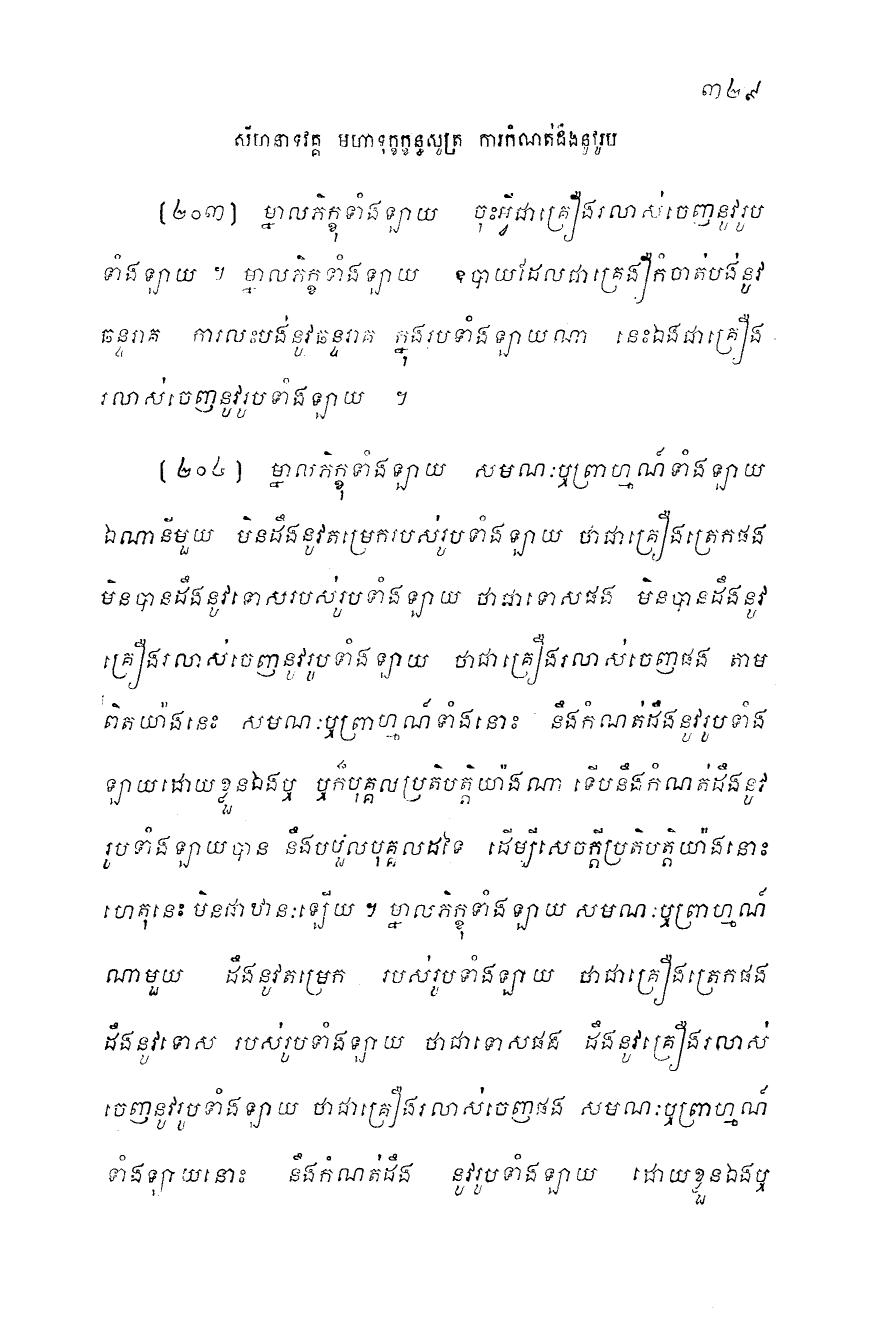 ៣២៩
សីហនាទវគ្គ មហាទុក្ខក្ខន្ធសូត្រ ការកំណត់ដឹងនូវរូប
(២០៣) ម្នាលភិក្ខុទាំងឡាយ ចុះអ្វីជាគ្រឿងរលាស់ចេញនូវរូប
ទាំងឡាយ ។ ម្នាលភិក្ខុទាំងឡាយ ឧបាយដែលជាគ្រឿងកំចាត់បង់នូវ
ឆន្ទរាគ ការលះបង់នូវឆន្ទរាគ ក្នុងរូបទាំងឡាយណា នេះឯងជាគ្រឿង
រលាស់ចេញនូវរូបទាំងឡាយ ។
(២០៤) ម្នាលភិក្ខុទាំងឡាយ សមណៈឬព្រាហ្មណ៍ទាំងឡាយ
ឯណានីមួយ មិនដឹងនូវតម្រេករបស់រូបទាំងឡាយ ថាជាគ្រឿងត្រេកផង
មិនបានដឹងនូវទោសរបស់រូបទាំងឡាយ ថាជាទោសផង មិនបានដឹងនូវ
គ្រឿងរលាស់ចេញនូវរូបទាំងឡាយ ថាជាគ្រឿងរលាស់ចេញផង តាម
ពិតយ៉ាងនេះ សមណៈឬព្រាហ្មណ៍ទាំងនោះ នឹងកំណត់ដឹងនូវរូបទាំង
ឡាយដោយខ្លួនឯងឬ ឬក៏បុគ្គលប្រតិបត្តិយ៉ាងណា ទើបនឹងកំណត់ដឹងនូវ
រូបទាំងឡាយបាន នឹងបបួលបុគ្គលដទៃ ដើម្បីសេចក្តីប្រតិបត្តិយ៉ាងនោះ
ហេតុនេះ មិនជាឋានៈឡើយ ។ ម្នាលភិក្ខុទាំងឡាយ សមណៈឬព្រាហ្មណ៍
ណាមួយ ដឹងនូវតម្រេក របស់រូបទាំងឡាយ ថាជាគ្រឿងត្រេកផង
ដឹងនូវទោស របស់រូបទាំងឡាយ ថាជាទោសផង ដឹងនូវគ្រឿងរលាស់
ចេញនូវរូបទាំងឡាយ ថាជាគ្រឿងរលាស់ចេញផង សមណៈឬព្រាហ្មណ៍
ទាំងឡាយនោះ នឹងកំណត់ដឹង នូវរូបទាំងឡាយ ដោយខ្លួនឯងឬ